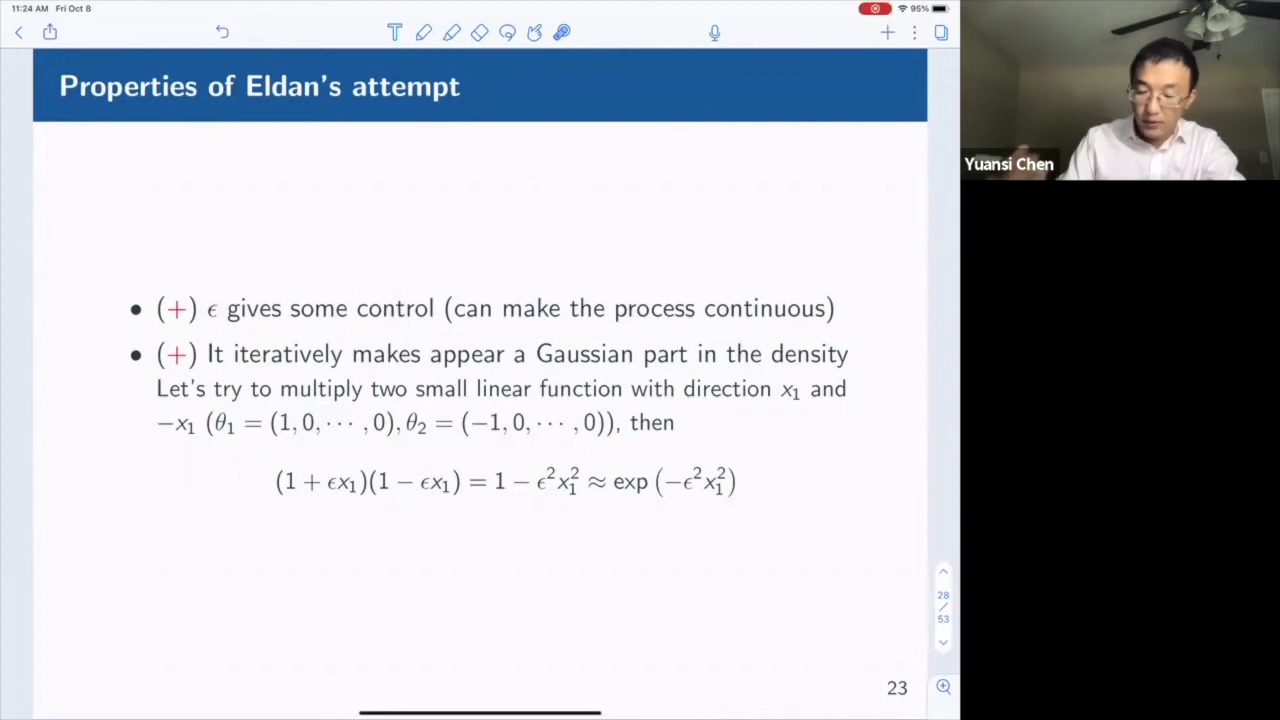 11:24 AM Fri Oct 8
95%
Properties of Eldan's attempt
• (+) ϵ gives some control (can make the process continuous)
• (+) It iteratively makes appear a Gaussian part in the density
Let's try to multiply two small linear function with direction x₁ and
−x₁ (θ₁ = (1, 0, ⋯ , 0), θ₂ = (−1, 0, ⋯ , 0)), then
(1 + ϵx₁)(1 − ϵx₁) = 1 − ϵ²x₁² ≈ exp (−ϵ²x₁²)
28
/
53
23
Yuansi Chen